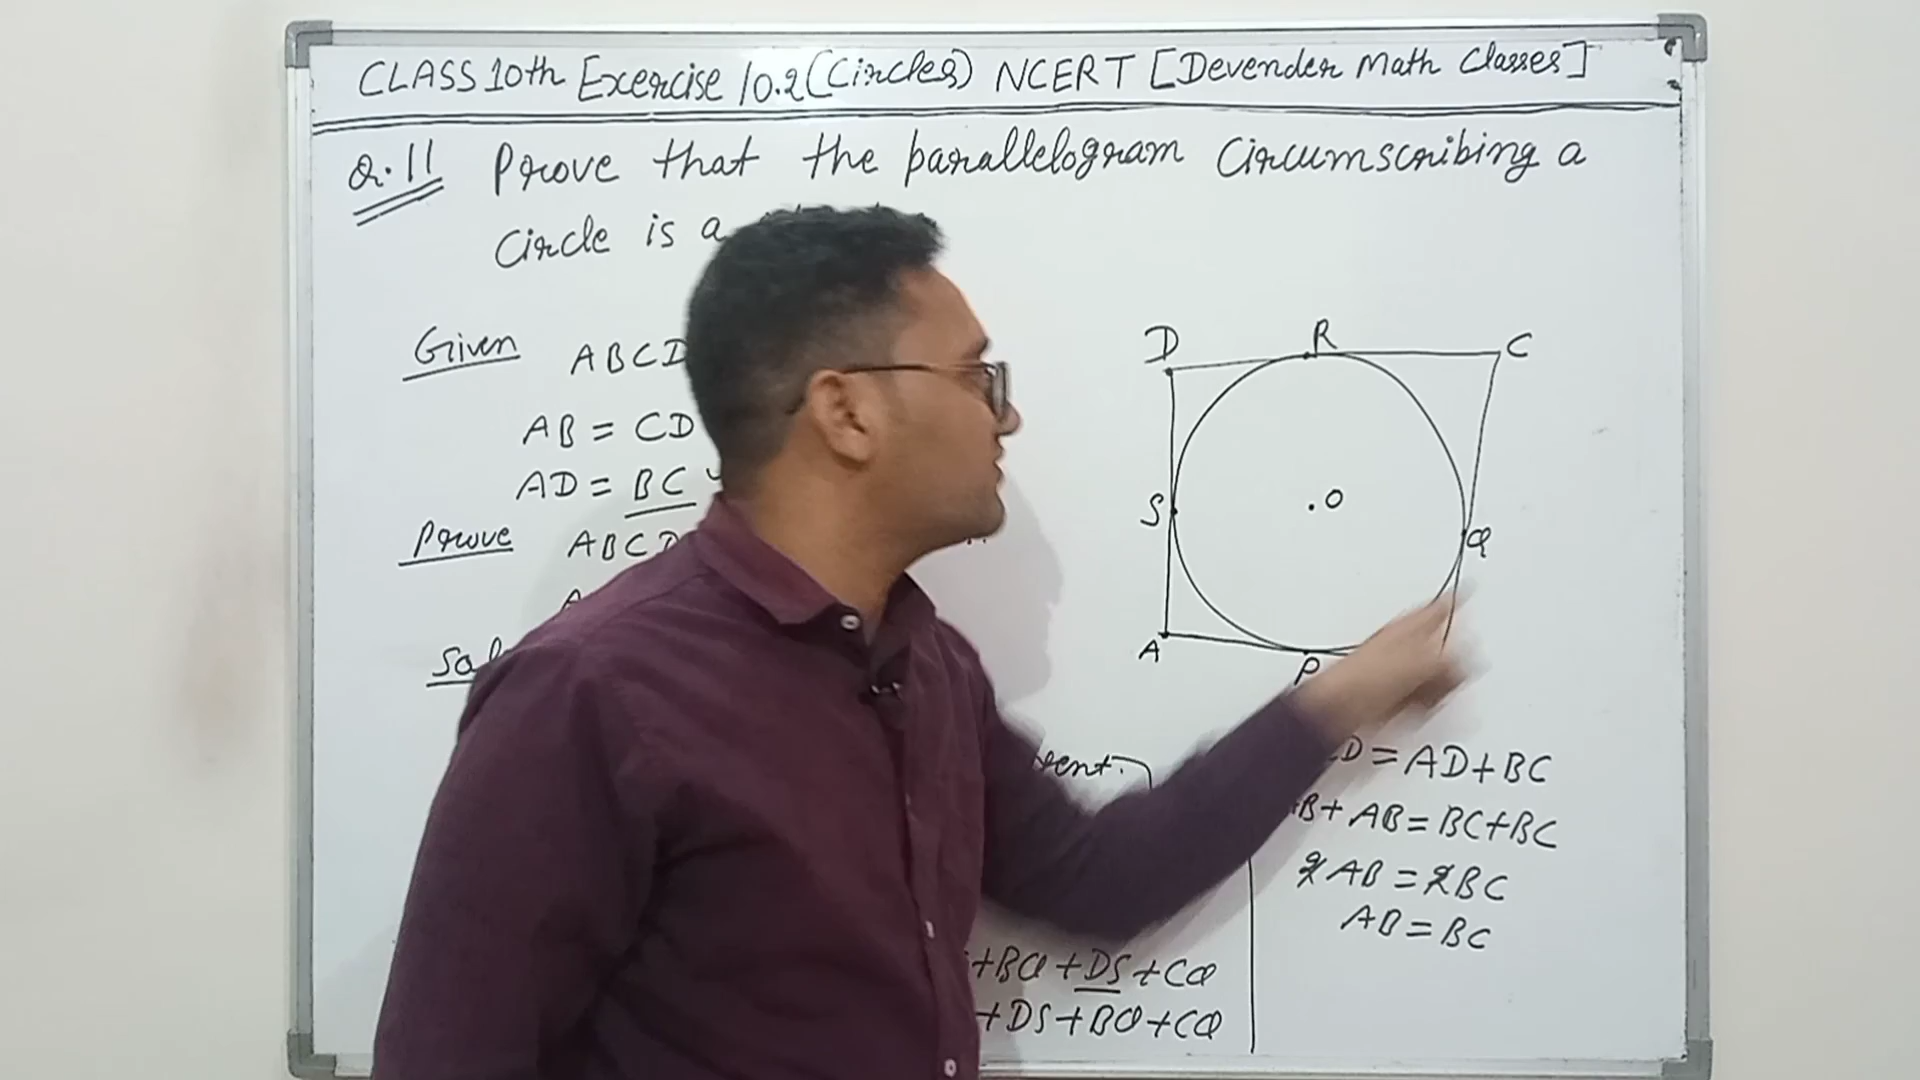 CLASS 10th Exercise 10.2 (Circles) NCERT [Devender Math Classes]
Q.11 Prove that the parallelogram circumscribing a
circle is a
Given ABCD
AB = CD
AD = BC
Prove ABCD
A
Sol
D R C
S .O Q
A P
D = AD+BC
B+ AB = BC+BC
2AB = 2BC
AB = BC
+BQ+DS+CQ
+DS+BQ+CQ